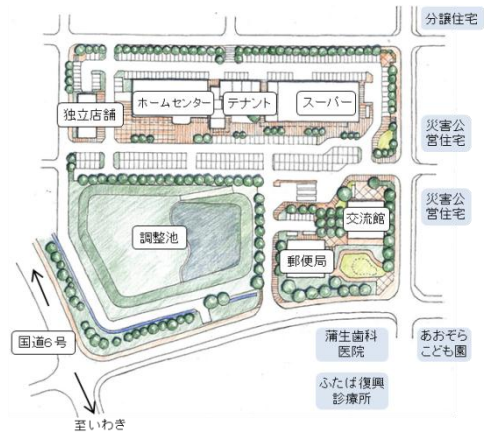 分譲住宅
独立店舗
ホームセンター
テナント
スーパー
災害公
営住宅
災害公
営住宅
交流館
調整池
郵便局
国道6号
蒲生歯科
医院
あおぞら
こども園
ふたば復興
診療所
至いわき